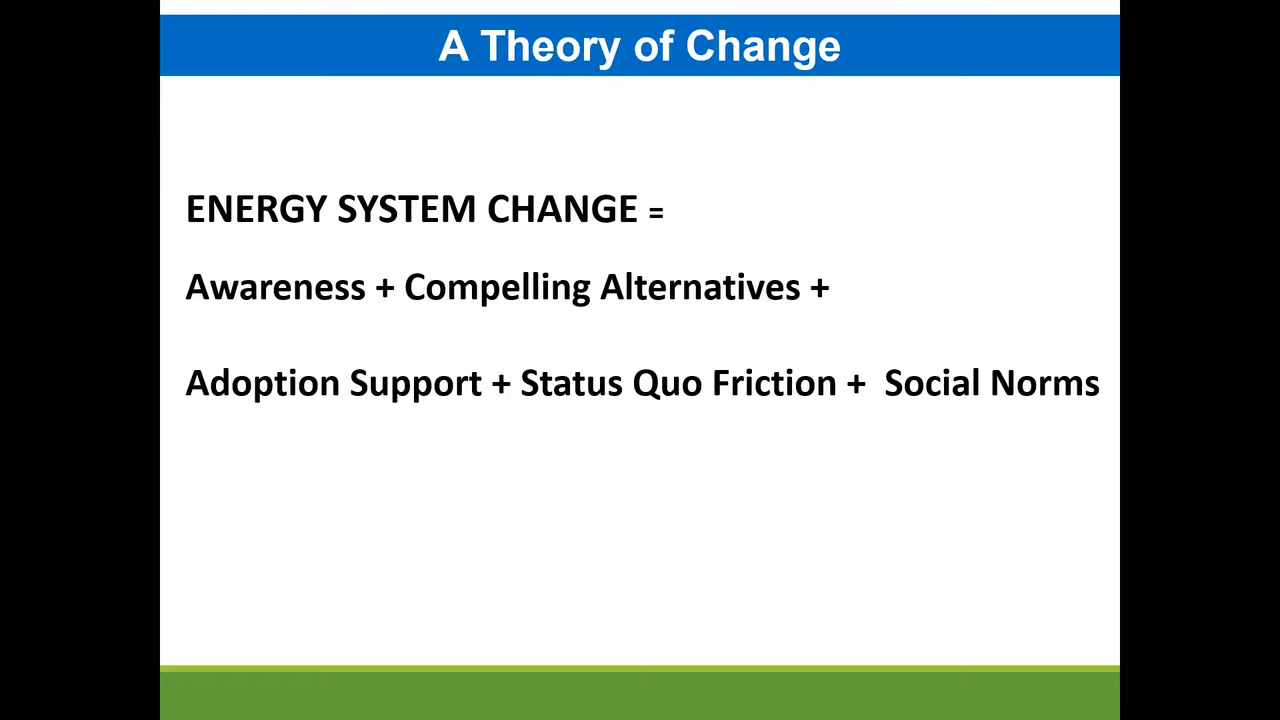 A Theory of Change
ENERGY SYSTEM CHANGE =
Awareness + Compelling Alternatives +
Adoption Support + Status Quo Friction + Social Norms